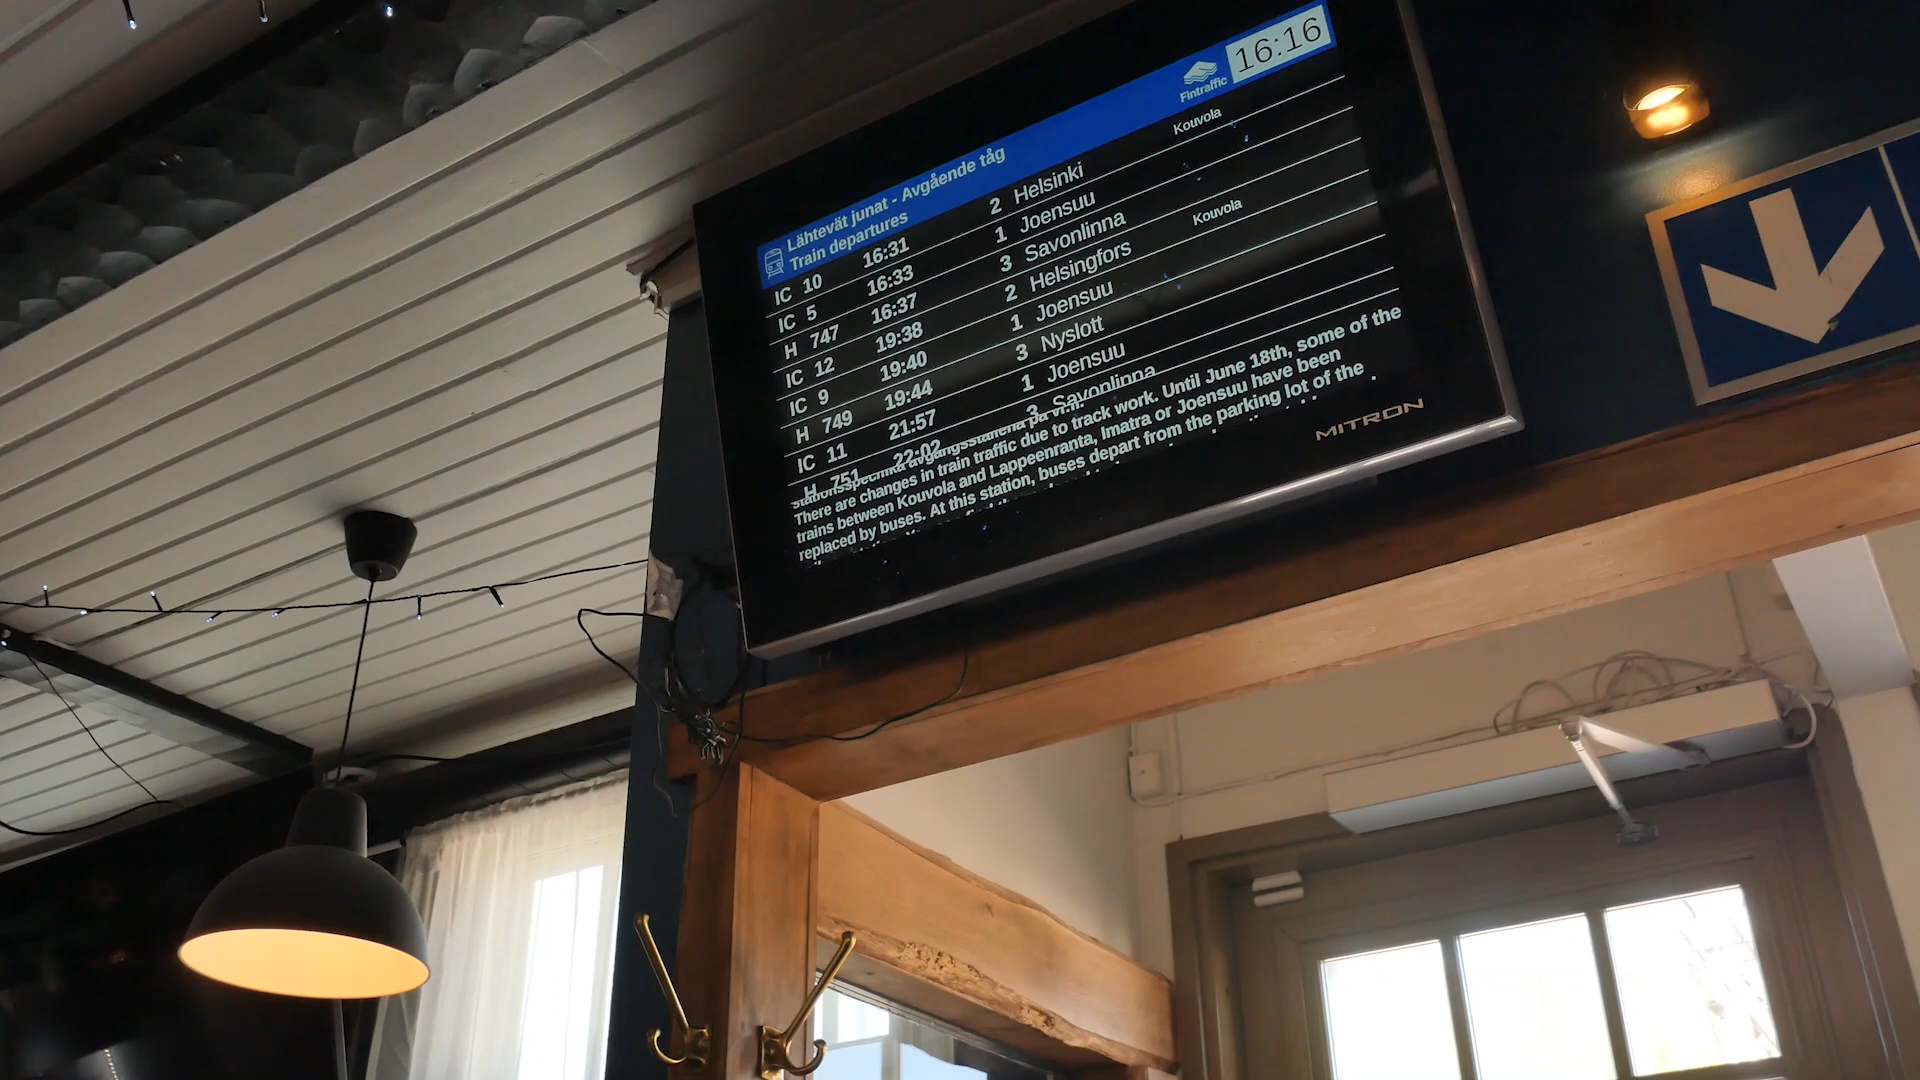 Lähtevät junat - Avgående tåg
Train departures
Fintraffic
16:16
IC 10 16:31 2 Helsinki Kouvola
IC 5 16:33 1 Joensuu
H 747 16:37 3 Savonlinna
IC 12 19:38 2 Helsingfors Kouvola
IC 9 19:40 1 Joensuu
H 749 19:44 3 Nyslott
IC 11 21:57 1 Joensuu
H 751 22:02 3 Savonlinna
There are changes in train traffic due to track work. Until June 18th, some of the
trains between Kouvola and Lappeenranta, Imatra or Joensuu have been
replaced by buses. At this station, buses depart from the parking lot of the
MITRON